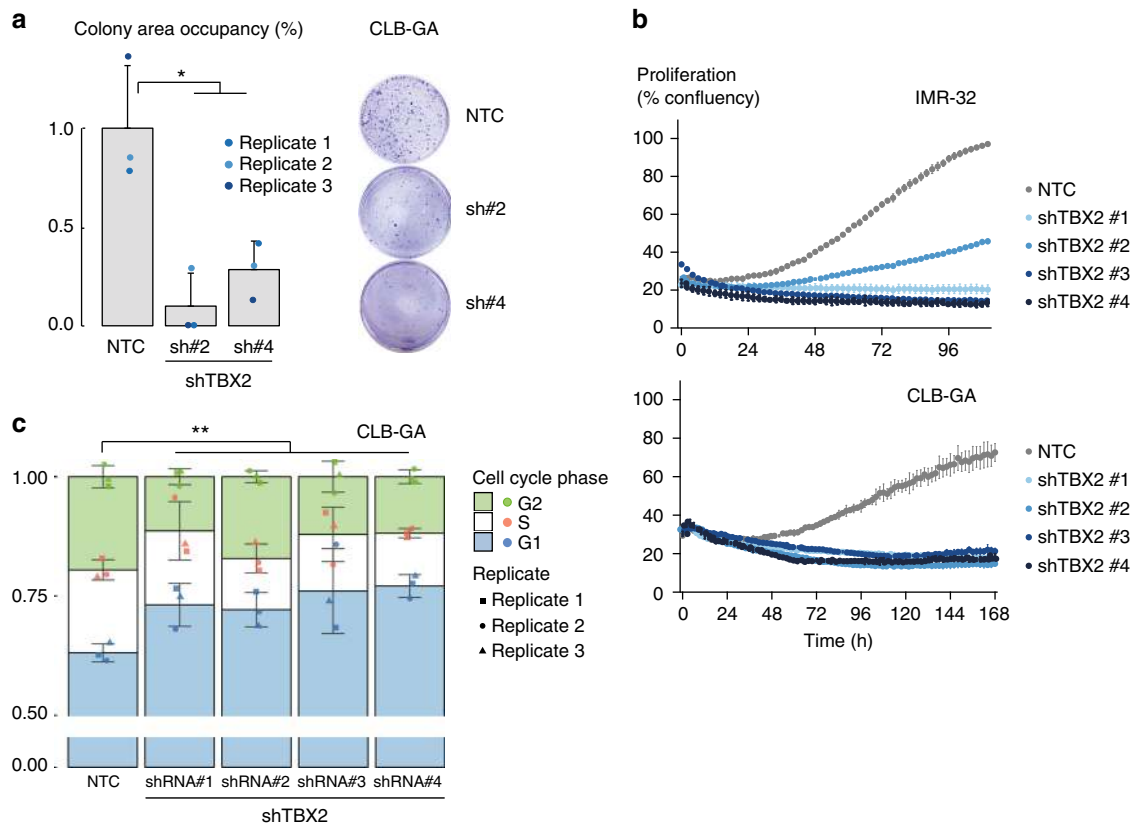 a
Colony area occupancy (%)
CLB-GA
*
1.0
0.5
0.0
Replicate 1
Replicate 2
Replicate 3
NTC
sh#2
sh#4
NTC
sh#2
sh#4
shTBX2
b
Proliferation
(% confluency)
IMR-32
100
80
60
40
20
0
0
24
48
72
96
NTC
shTBX2 #1
shTBX2 #2
shTBX2 #3
shTBX2 #4
CLB-GA
100
80
60
40
20
0
0
24
48
72
96
120
144
168
Time (h)
NTC
shTBX2 #1
shTBX2 #2
shTBX2 #3
shTBX2 #4
c
**
CLB-GA
1.00
0.75
0.50
0.00
Cell cycle phase
G2
S
G1
Replicate
Replicate 1
Replicate 2
Replicate 3
NTC
shRNA#1
shRNA#2
shRNA#3
shRNA#4
shTBX2